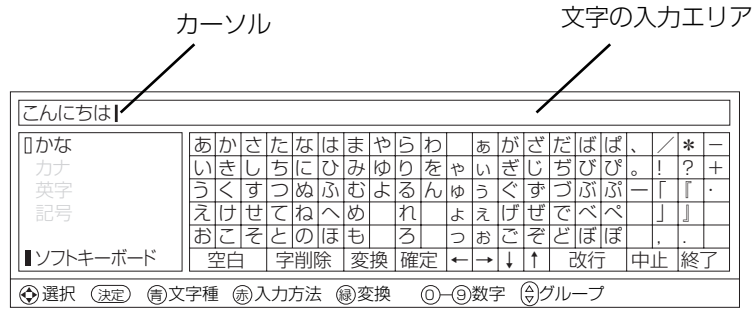 カーソル 文字の入力エリア
こんにちは
▯かな
カナ
英字
記号
▮ソフトキーボード
あ か さ た な は ま や ら わ ぁ が ざ だ ば ぱ 、 ／ ＊ －
い き し ち に ひ み ゆ り を ゃ ぃ ぎ じ ぢ び ぴ 。 ！ ？ ＋
う く す つ ぬ ふ む よ る ん ゅ ぅ ぐ ず づ ぶ ぷ ー 「 『 ・
え け せ て ね へ め れ ょ ぇ げ ぜ で べ ぺ 」 』
お こ そ と の ほ も ろ っ ぉ ご ぞ ど ぼ ぽ ， ．
空白 字削除 変換 確定 ← → ↓ ↑ 改行 中止 終了
選択 決定 青文字種 赤入力方法 緑変換 ⓪–⑨数字 グループ